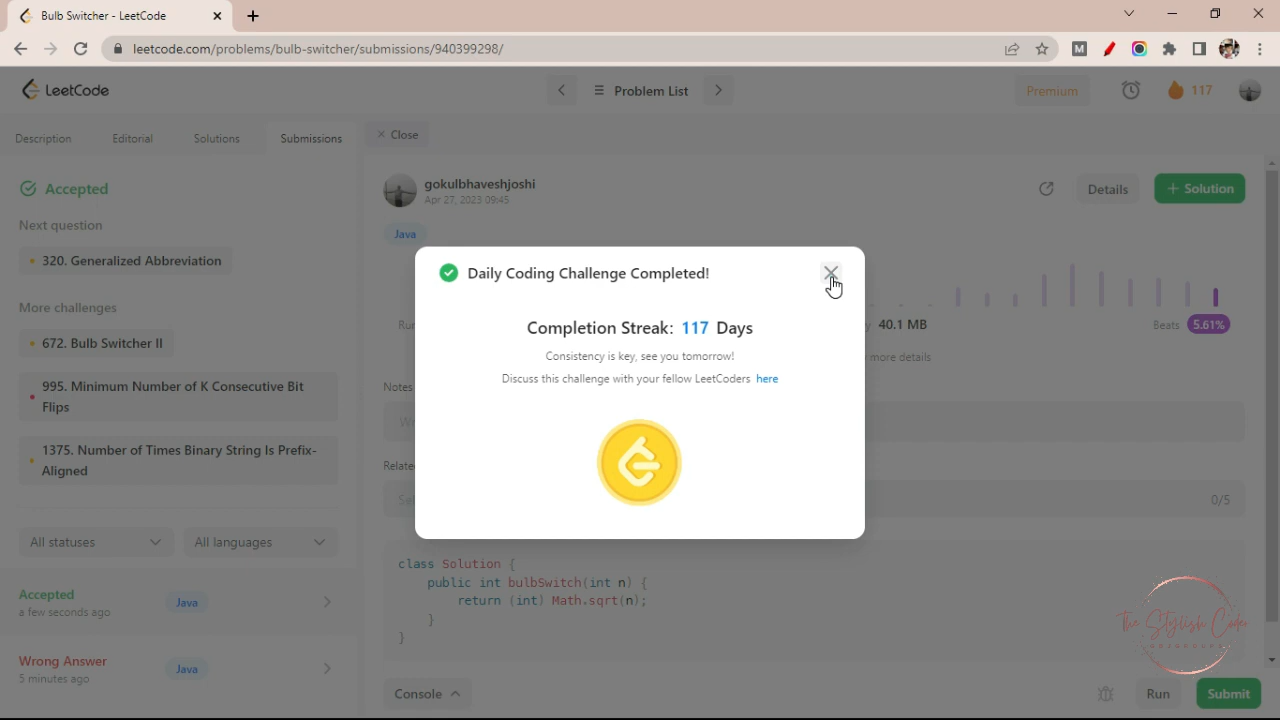 Bulb Switcher - LeetCode
leetcode.com/problems/bulb-switcher/submissions/940399298/
LeetCode
Problem List
Premium
117
Description
Editorial
Solutions
Submissions
Close
Accepted
Next question
320. Generalized Abbreviation
More challenges
672. Bulb Switcher II
995. Minimum Number of K Consecutive Bit
Flips
1375. Number of Times Binary String Is Prefix-
Aligned
All statuses
All languages
Accepted
a few seconds ago
Java
Wrong Answer
5 minutes ago
Java
gokulbhaveshjoshi
Apr 27, 2023 09:45
Details
+ Solution
Java
Daily Coding Challenge Completed!
Completion Streak: 117 Days
Consistency is key, see you tomorrow!
Discuss this challenge with your fellow LeetCoders here
40.1 MB
Beats 5.61%
more details
Notes
0/5
class Solution {
public int bulbSwitch(int n) {
return (int) Math.sqrt(n);
}
}
Console
Run
Submit
The Stylish Coder